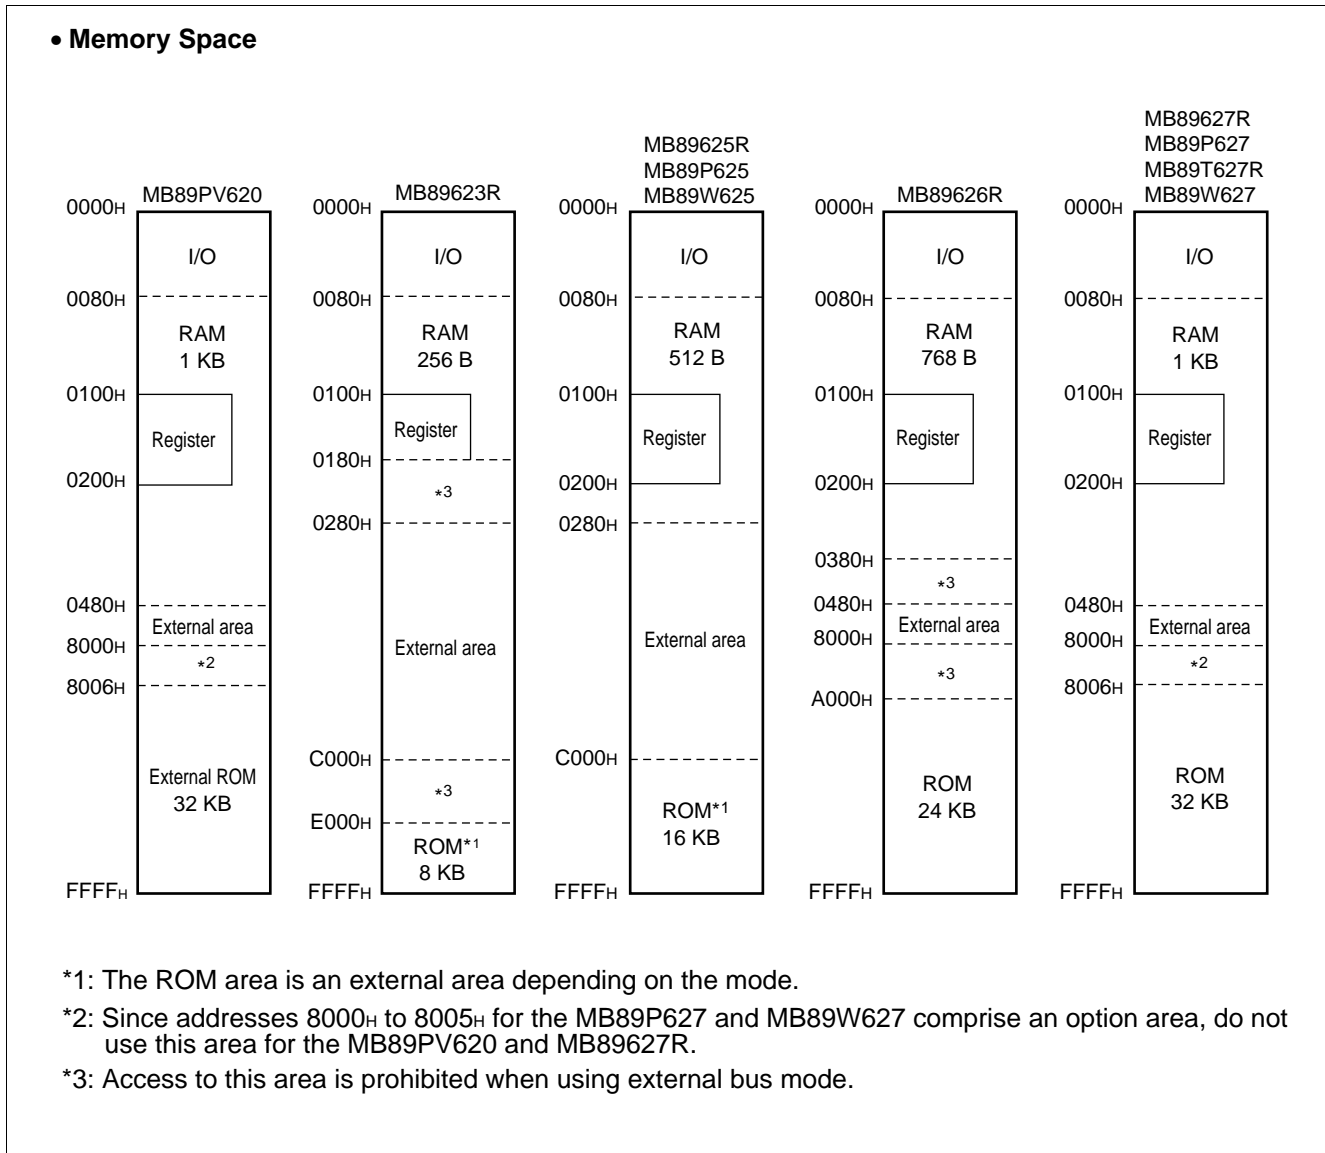 • Memory Space
MB89PV620
0000H
I/O
0080H
RAM
1 KB
0100H
Register
0200H
0480H
External area
8000H
*2
8006H
External ROM
32 KB
FFFFH
MB89623R
0000H
I/O
0080H
RAM
256 B
0100H
Register
0180H
*3
0280H
External area
C000H
*3
E000H
ROM*1
8 KB
FFFFH
MB89625R
MB89P625
MB89W625
0000H
I/O
0080H
RAM
512 B
0100H
Register
0200H
0280H
External area
C000H
ROM*1
16 KB
FFFFH
MB89626R
0000H
I/O
0080H
RAM
768 B
0100H
Register
0200H
0380H
*3
0480H
External area
8000H
*3
A000H
ROM
24 KB
FFFFH
MB89627R
MB89P627
MB89T627R
MB89W627
0000H
I/O
0080H
RAM
1 KB
0100H
Register
0200H
0480H
External area
8000H
*2
8006H
ROM
32 KB
FFFFH
*1: The ROM area is an external area depending on the mode.
*2: Since addresses 8000H to 8005H for the MB89P627 and MB89W627 comprise an option area, do not
use this area for the MB89PV620 and MB89627R.
*3: Access to this area is prohibited when using external bus mode.